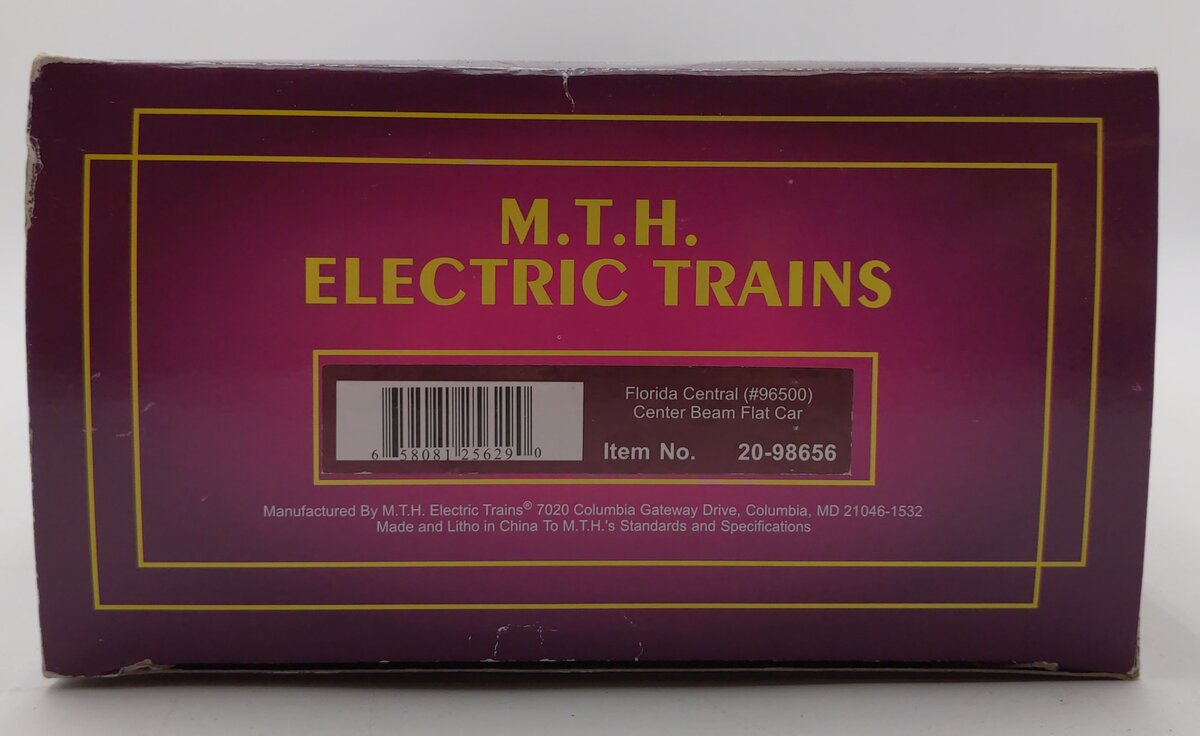 M.T.H.
ELECTRIC TRAINS
Florida Central (#96500)
Center Beam Flat Car
Item No. 20-98656
6 58081 25629 0
Manufactured By M.T.H. Electric Trains® 7020 Columbia Gateway Drive, Columbia, MD 21046-1532
Made and Litho in China To M.T.H.'s Standards and Specifications